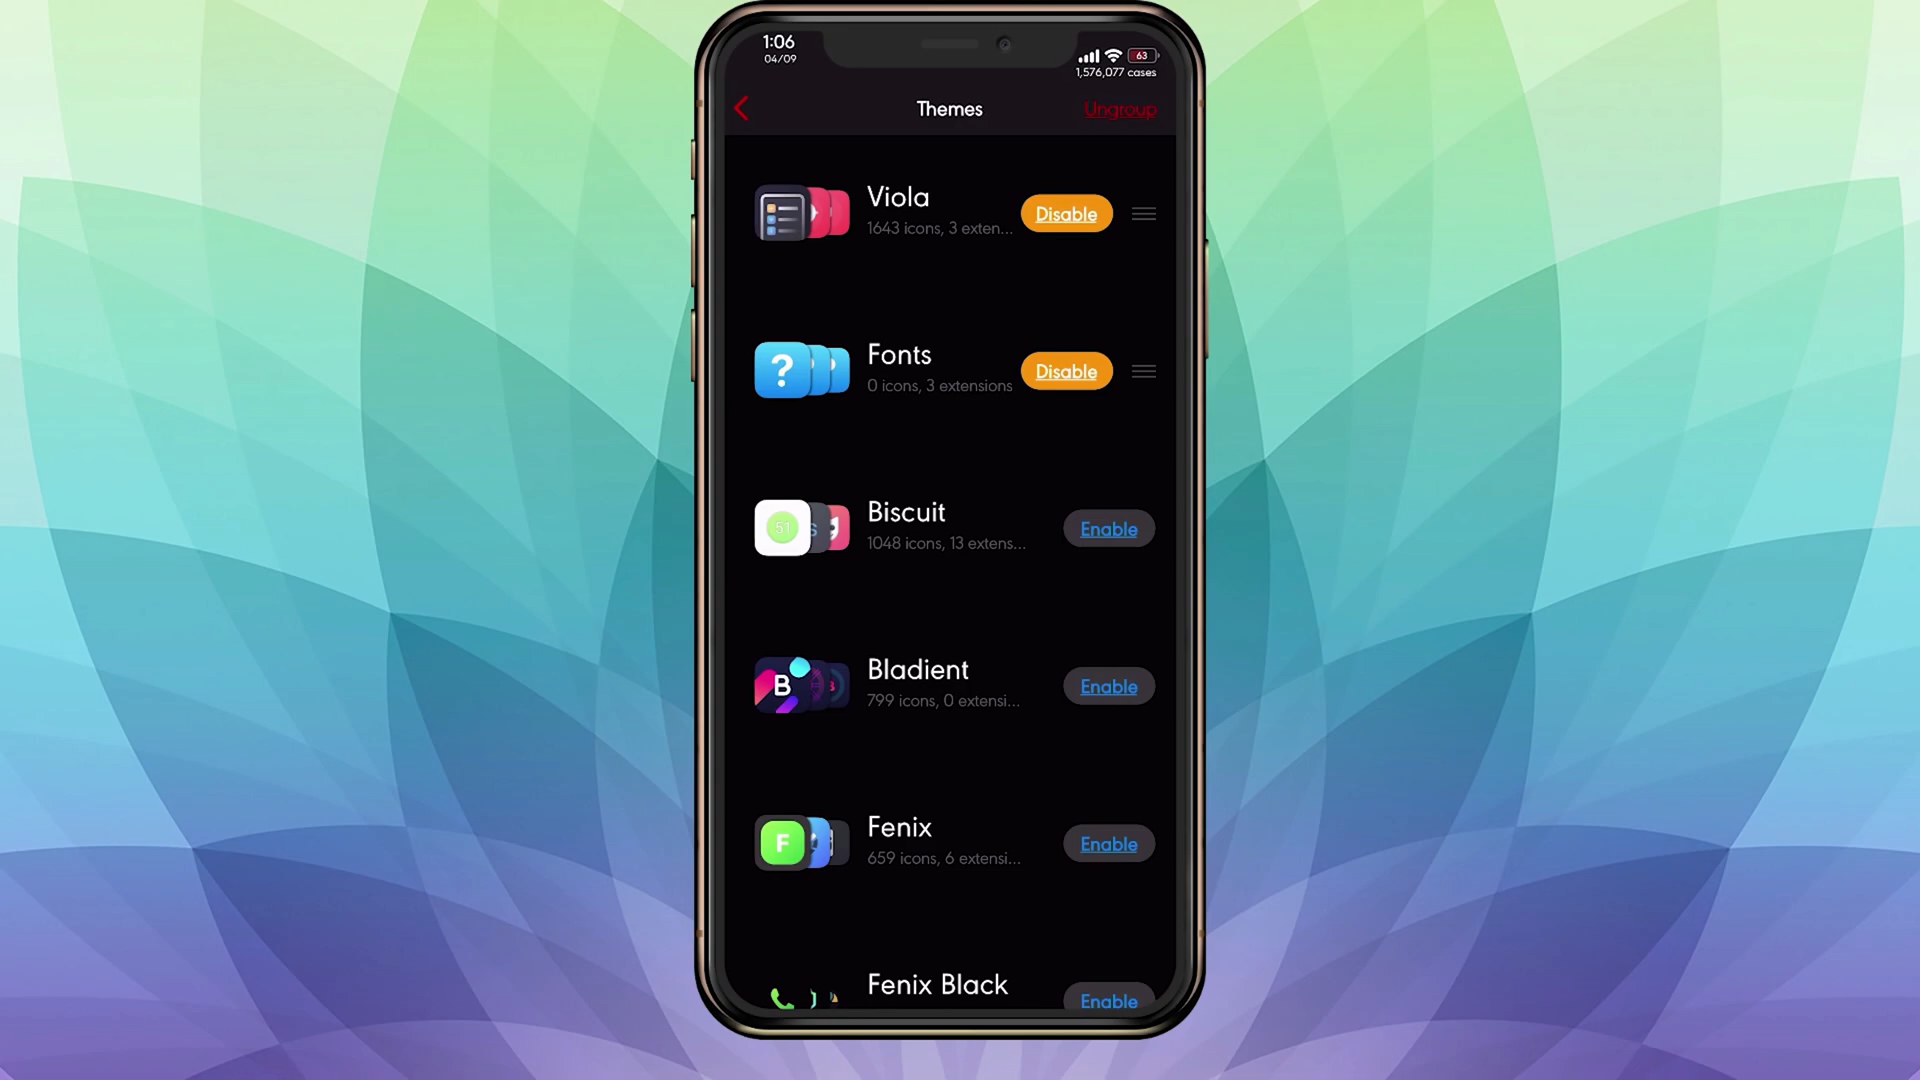 1:06
04/09
63
1,576,077 cases
Themes
Ungroup
Viola
1643 icons, 3 exten...
Disable
?
Fonts
0 icons, 3 extensions
Disable
51
S
Biscuit
1048 icons, 13 extens...
Enable
B
B
Bladient
799 icons, 0 extensi...
Enable
F
Fenix
659 icons, 6 extensi...
Enable
Fenix Black
Enable